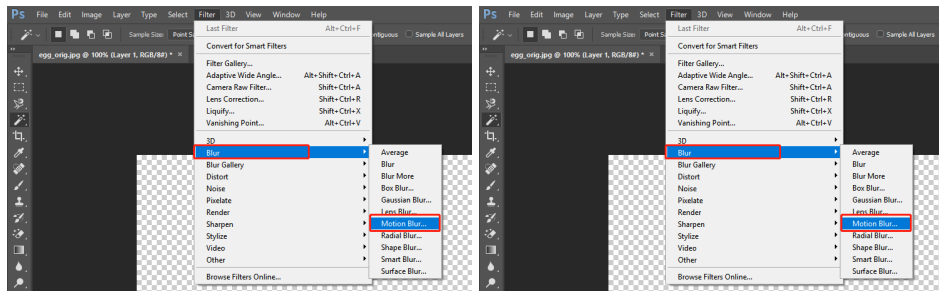 Ps File Edit Image Layer Type Select Filter 3D View Window Help
Sample Size: Point Sa
ntiguous Sample All Layers
egg_orig.jpg @ 100% (Layer 1, RGB/8#) * ×
Last Filter Alt+Ctrl+F
Convert for Smart Filters
Filter Gallery...
Adaptive Wide Angle... Alt+Shift+Ctrl+A
Camera Raw Filter... Shift+Ctrl+A
Lens Correction... Shift+Ctrl+R
Liquify... Shift+Ctrl+X
Vanishing Point... Alt+Ctrl+V
3D
Blur
Blur Gallery
Distort
Noise
Pixelate
Render
Sharpen
Stylize
Video
Other
Browse Filters Online...
Average
Blur
Blur More
Box Blur...
Gaussian Blur...
Lens Blur...
Motion Blur...
Radial Blur...
Shape Blur...
Smart Blur...
Surface Blur...
Ps File Edit Image Layer Type Select Filter 3D View Window Help
Sample Size: Point S
ntiguous Sample All Layers
egg_orig.jpg @ 100% (Layer 1, RGB/8#) * ×
Last Filter Alt+Ctrl+F
Convert for Smart Filters
Filter Gallery...
Adaptive Wide Angle... Alt+Shift+Ctrl+A
Camera Raw Filter... Shift+Ctrl+A
Lens Correction... Shift+Ctrl+R
Liquify... Shift+Ctrl+X
Vanishing Point... Alt+Ctrl+V
3D
Blur
Blur Gallery
Distort
Noise
Pixelate
Render
Sharpen
Stylize
Video
Other
Browse Filters Online...
Average
Blur
Blur More
Box Blur...
Gaussian Blur...
Lens Blur...
Motion Blur...
Radial Blur...
Shape Blur...
Smart Blur...
Surface Blur...